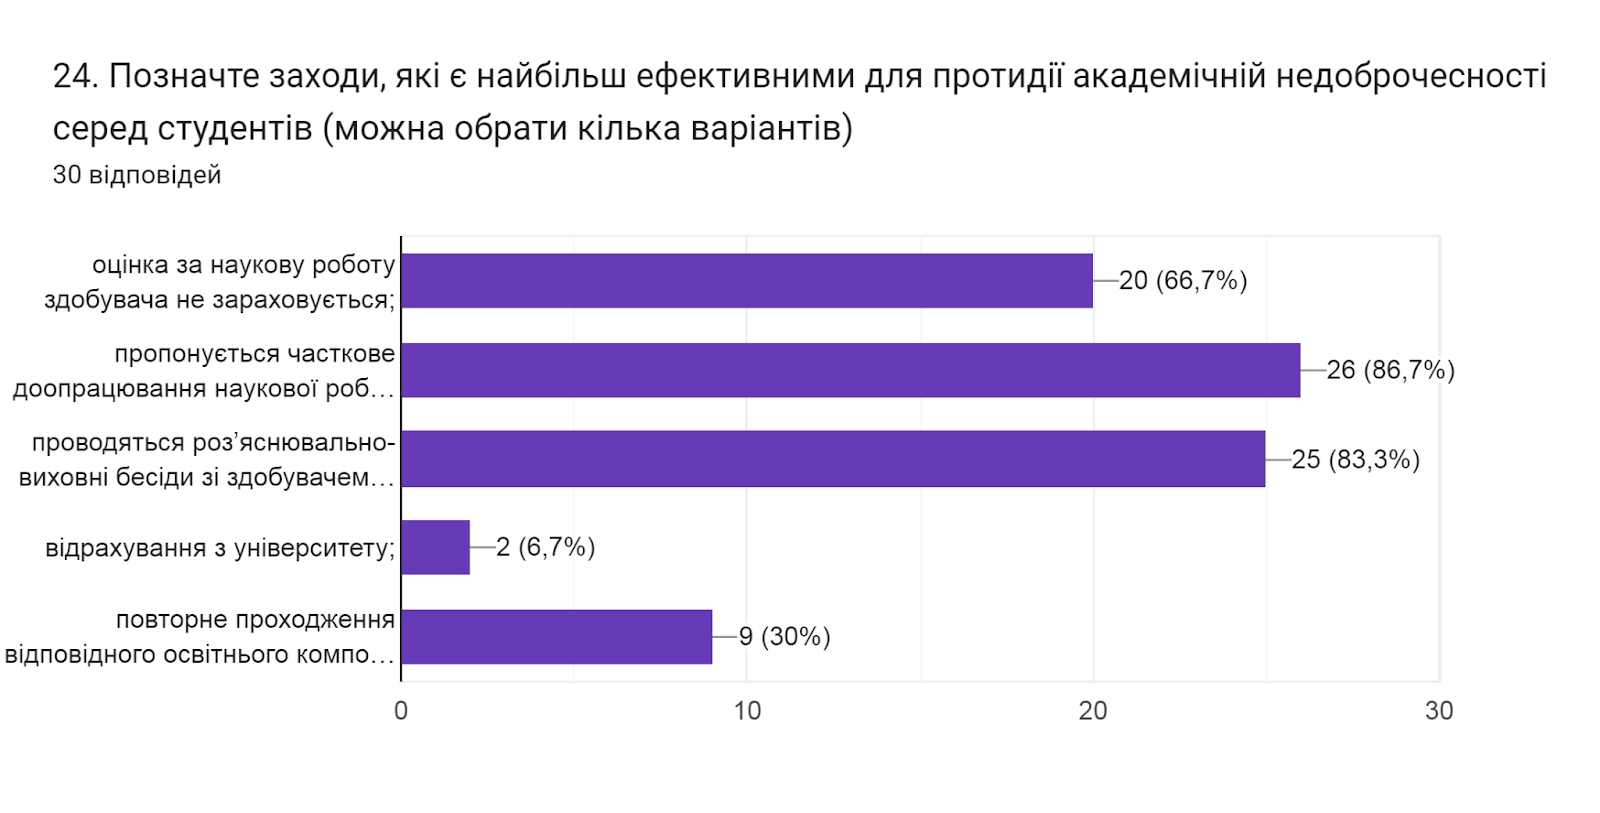 24. Позначте заходи, які є найбільш ефективними для протидії академічній недоброчесності
серед студентів (можна обрати кілька варіантів)
30 відповідей
оцінка за наукову роботу
здобувача не зараховується;
20 (66,7%)
пропонується часткове
доопрацювання наукової роб…
26 (86,7%)
проводяться роз’яснювально-
виховні бесіди зі здобувачем…
25 (83,3%)
відрахування з університету;
2 (6,7%)
повторне проходження
відповідного освітнього компо…
9 (30%)
0
10
20
30